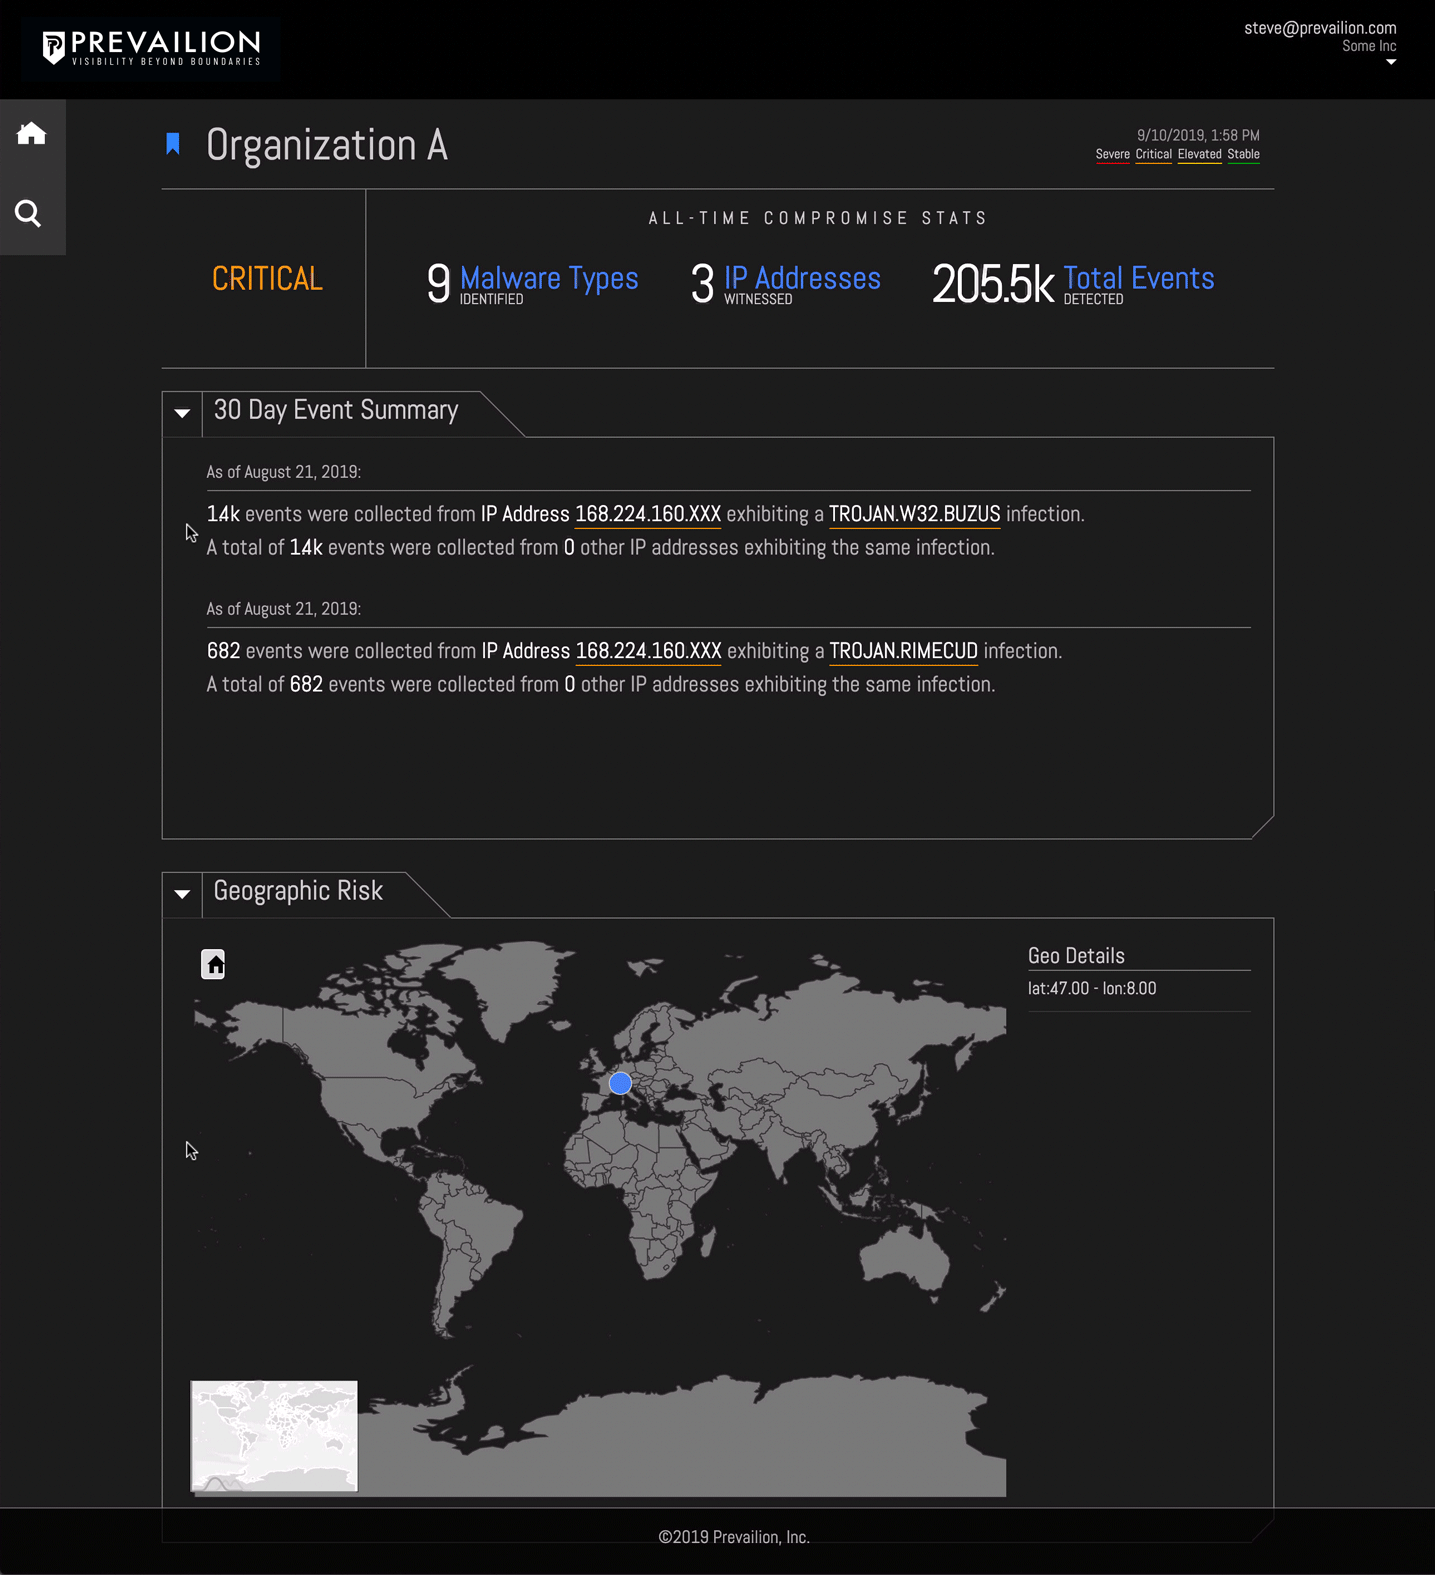 PREVAILION
VISIBILITY BEYOND BOUNDARIES
steve@prevailion.com
Some Inc
Organization A
9/10/2019, 1:58 PM
Severe Critical Elevated Stable
ALL-TIME COMPROMISE STATS
CRITICAL
9 Malware Types IDENTIFIED
3 IP Addresses WITNESSED
205.5k Total Events DETECTED
30 Day Event Summary
As of August 21, 2019:
1.4k events were collected from IP Address 168.224.160.XXX exhibiting a TROJAN.W32.BUZUS infection.
A total of 1.4k events were collected from 0 other IP addresses exhibiting the same infection.
As of August 21, 2019:
682 events were collected from IP Address 168.224.160.XXX exhibiting a TROJAN.RIMECUD infection.
A total of 682 events were collected from 0 other IP addresses exhibiting the same infection.
Geographic Risk
Geo Details
lat:47.00 - lon:8.00
©2019 Prevailion, Inc.